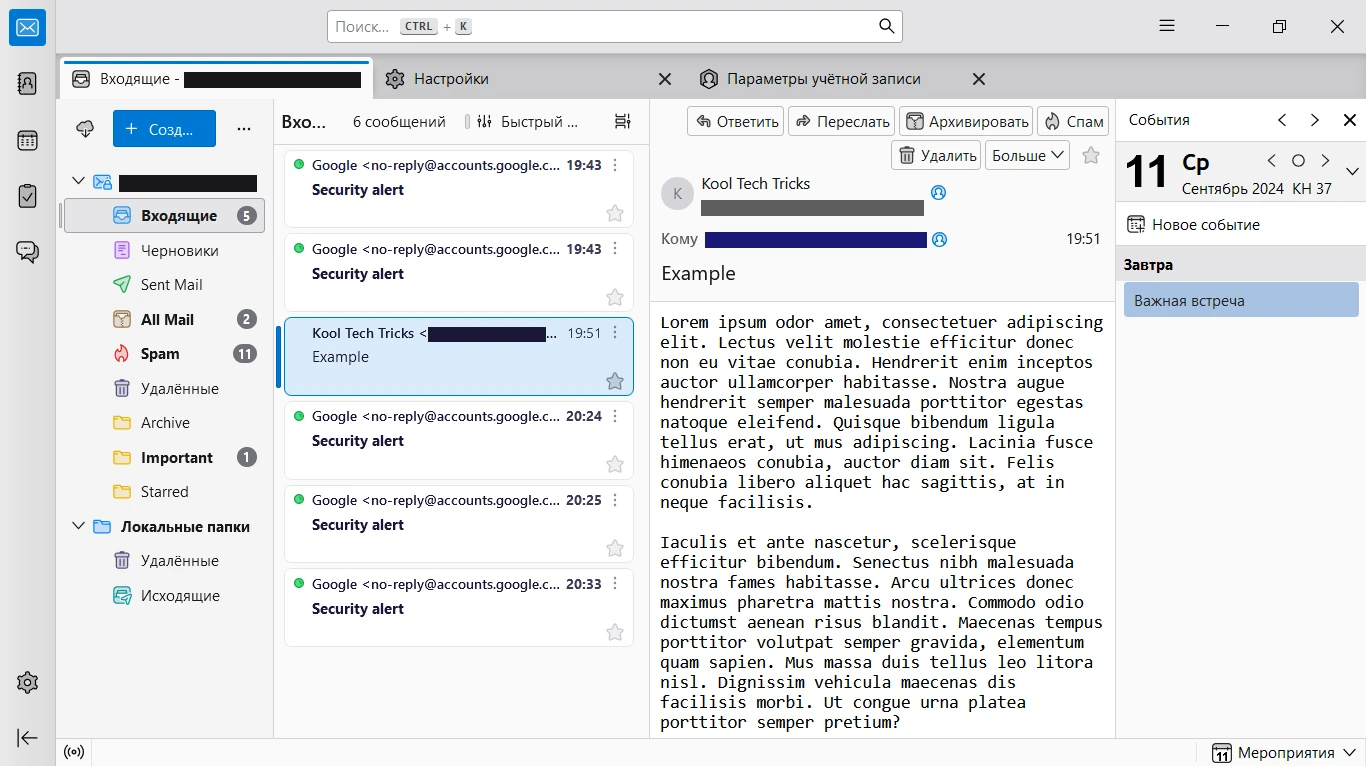 Поиск... CTRL + K
Входящие -
Настройки
Параметры учётной записи
+ Созд...
Входящие 5
Черновики
Sent Mail
All Mail 2
Spam 11
Удалённые
Archive
Important 1
Starred
Локальные папки
Удалённые
Исходящие
Вхо... 6 сообщений Быстрый ...
Google <no-reply@accounts.google.c... 19:43
Security alert
Google <no-reply@accounts.google.c... 19:43
Security alert
Kool Tech Tricks < ... 19:51
Example
Google <no-reply@accounts.google.c... 20:24
Security alert
Google <no-reply@accounts.google.c... 20:25
Security alert
Google <no-reply@accounts.google.c... 20:33
Security alert
Ответить Переслать Архивировать Спам
Удалить Больше
K
Kool Tech Tricks
Кому 19:51
Example
Lorem ipsum odor amet, consectetuer adipiscing
elit. Lectus velit molestie efficitur donec
non eu vitae conubia. Hendrerit enim inceptos
auctor ullamcorper habitasse. Nostra augue
hendrerit semper malesuada porttitor egestas
natoque eleifend. Quisque bibendum ligula
tellus erat, ut mus adipiscing. Lacinia fusce
himenaeos conubia, auctor diam sit. Felis
conubia libero aliquet hac sagittis, at in
neque facilisis.
Iaculis et ante nascetur, scelerisque
efficitur bibendum. Senectus nibh malesuada
nostra fames habitasse. Arcu ultrices donec
maximus pharetra mattis nostra. Commodo odio
dictumst aenean risus blandit. Maecenas tempus
porttitor volutpat semper gravida, elementum
quam sapien. Mus massa duis tellus leo litora
nisl. Dignissim vehicula maecenas dis
facilisis morbi. Ut congue urna platea
porttitor semper pretium?
События
11 Ср
Сентябрь 2024 КН 37
Новое событие
Завтра
Важная встреча
11 Мероприятия